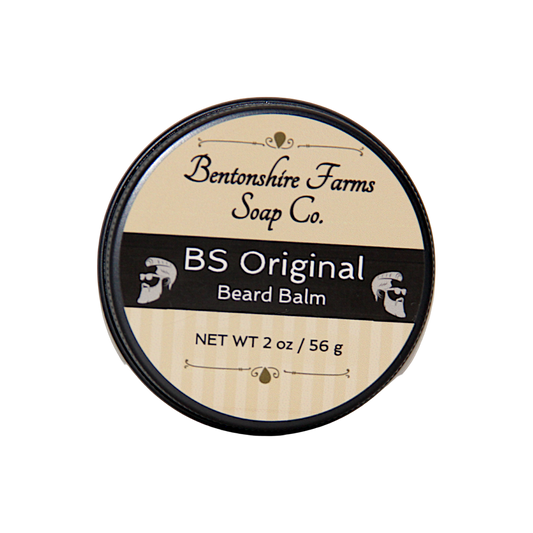 Bentonshire Farms
Soap Co.
BS Original
Beard Balm
NET WT 2 oz / 56 g